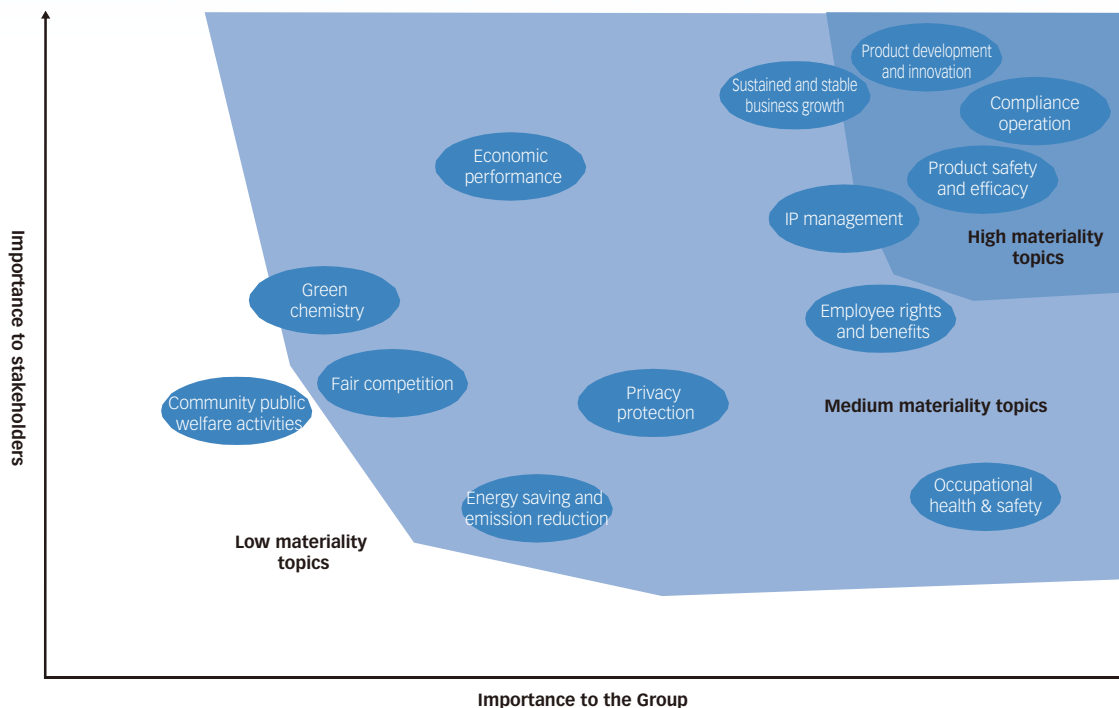 Importance to stakeholders
Product development
and innovation
Sustained and stable
business growth
Compliance
operation
Economic
performance
Product safety
and efficacy
IP management
High materiality
topics
Green
chemistry
Employee rights
and benefits
Fair competition
Privacy
protection
Community public
welfare activities
Medium materiality topics
Energy saving and
emission reduction
Occupational
health & safety
Low materiality
topics
Importance to the Group